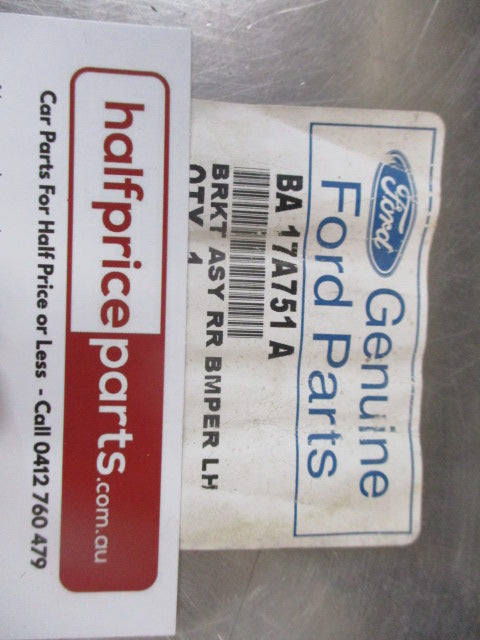 Ford
Genuine
Ford Parts
BA 17A751 A
BRKT ASY RR BMPER LH
QTY 1
halfpriceparts.com.au
Car Parts For Half Price or Less - Call 0412 760 479